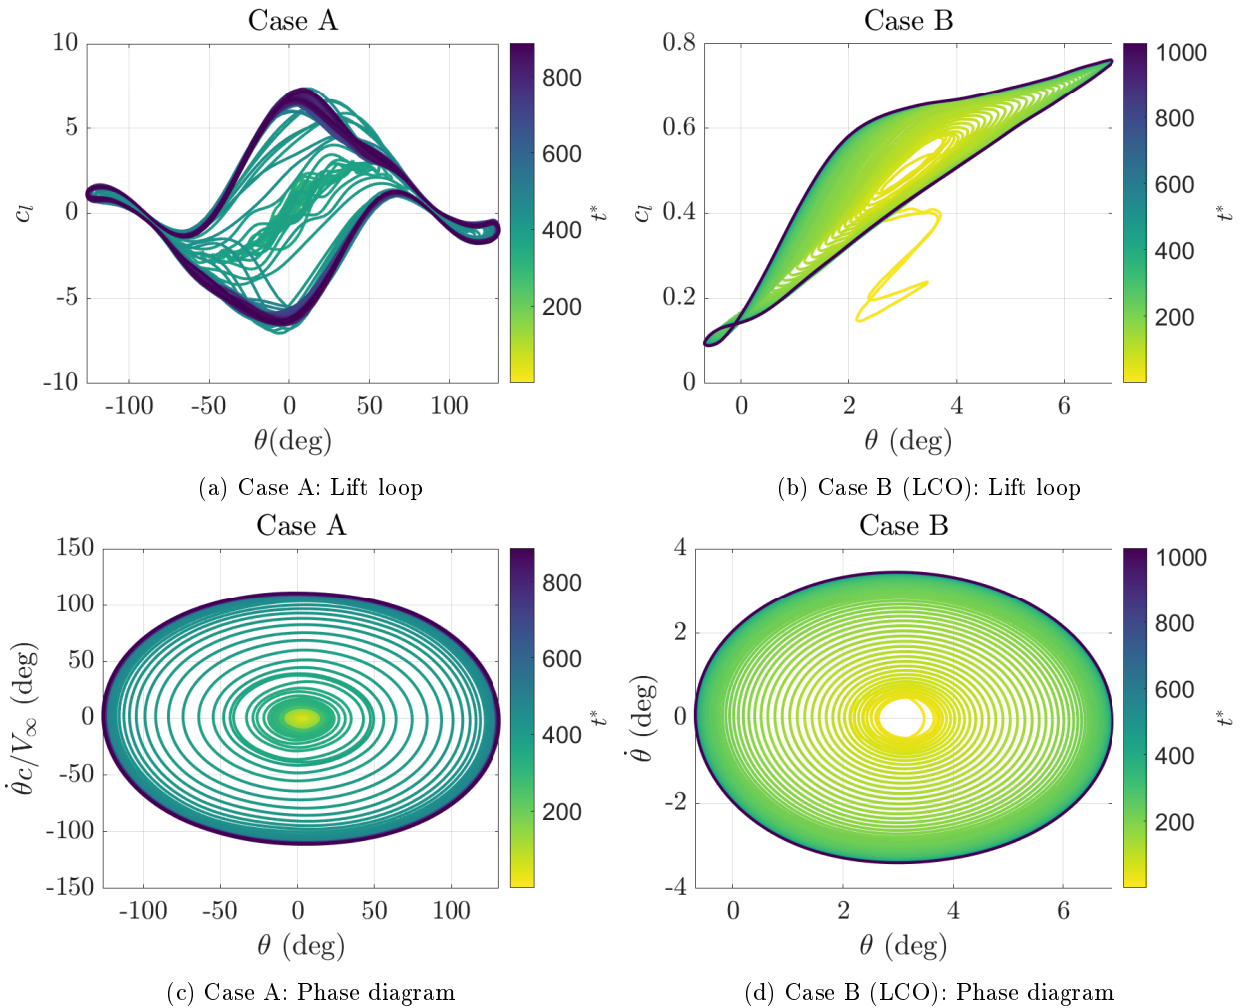 Case A
10
5
0
-5
-10
c_l
-100 -50 0 50 100
θ(deg)
800
600
400
200
t*
(a) Case A: Lift loop
Case B
0.8
0.6
0.4
0.2
0
c_l
0 2 4 6
θ (deg)
1000
800
600
400
200
t*
(b) Case B (LCO): Lift loop
Case A
150
100
50
0
-50
-100
-150
θ̇c/V∞ (deg)
-100 -50 0 50 100
θ (deg)
800
600
400
200
t*
(c) Case A: Phase diagram
Case B
4
2
0
-2
-4
θ̇ (deg)
0 2 4 6
θ (deg)
1000
800
600
400
200
t*
(d) Case B (LCO): Phase diagram